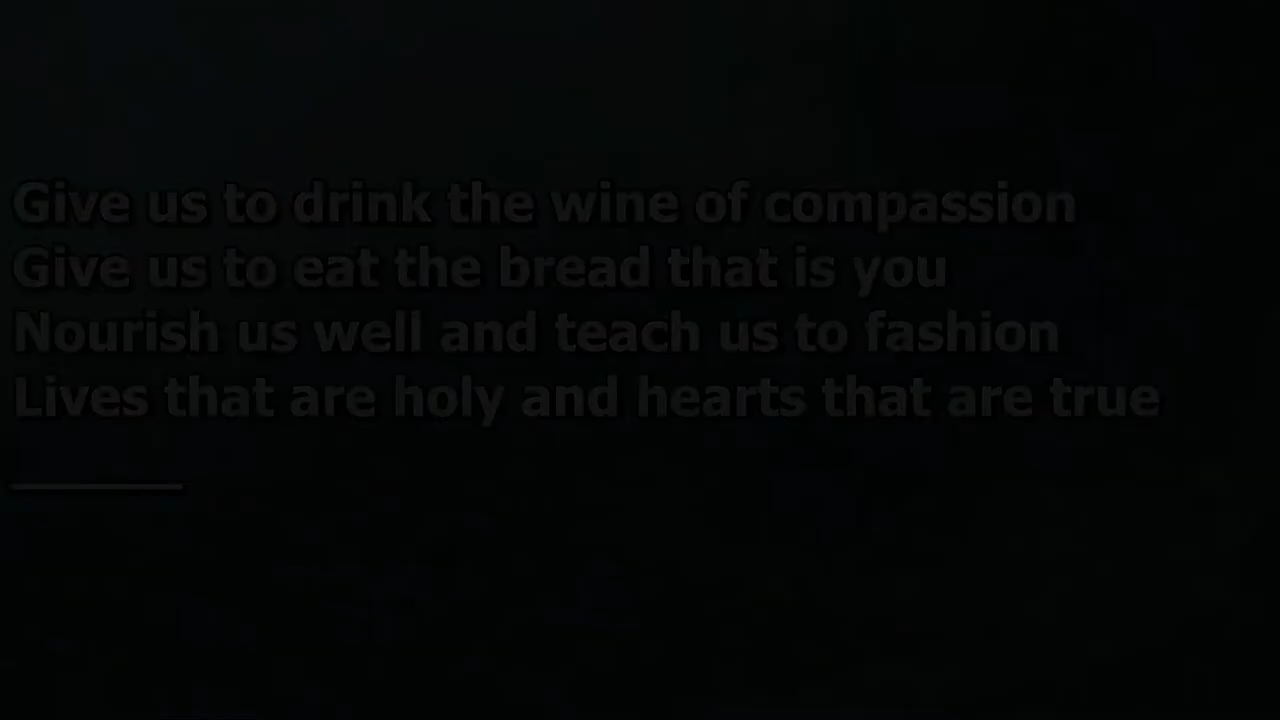 Give us to drink the wine of compassion
Give us to eat the bread that is you
Nourish us well and teach us to fashion
Lives that are holy and hearts that are true